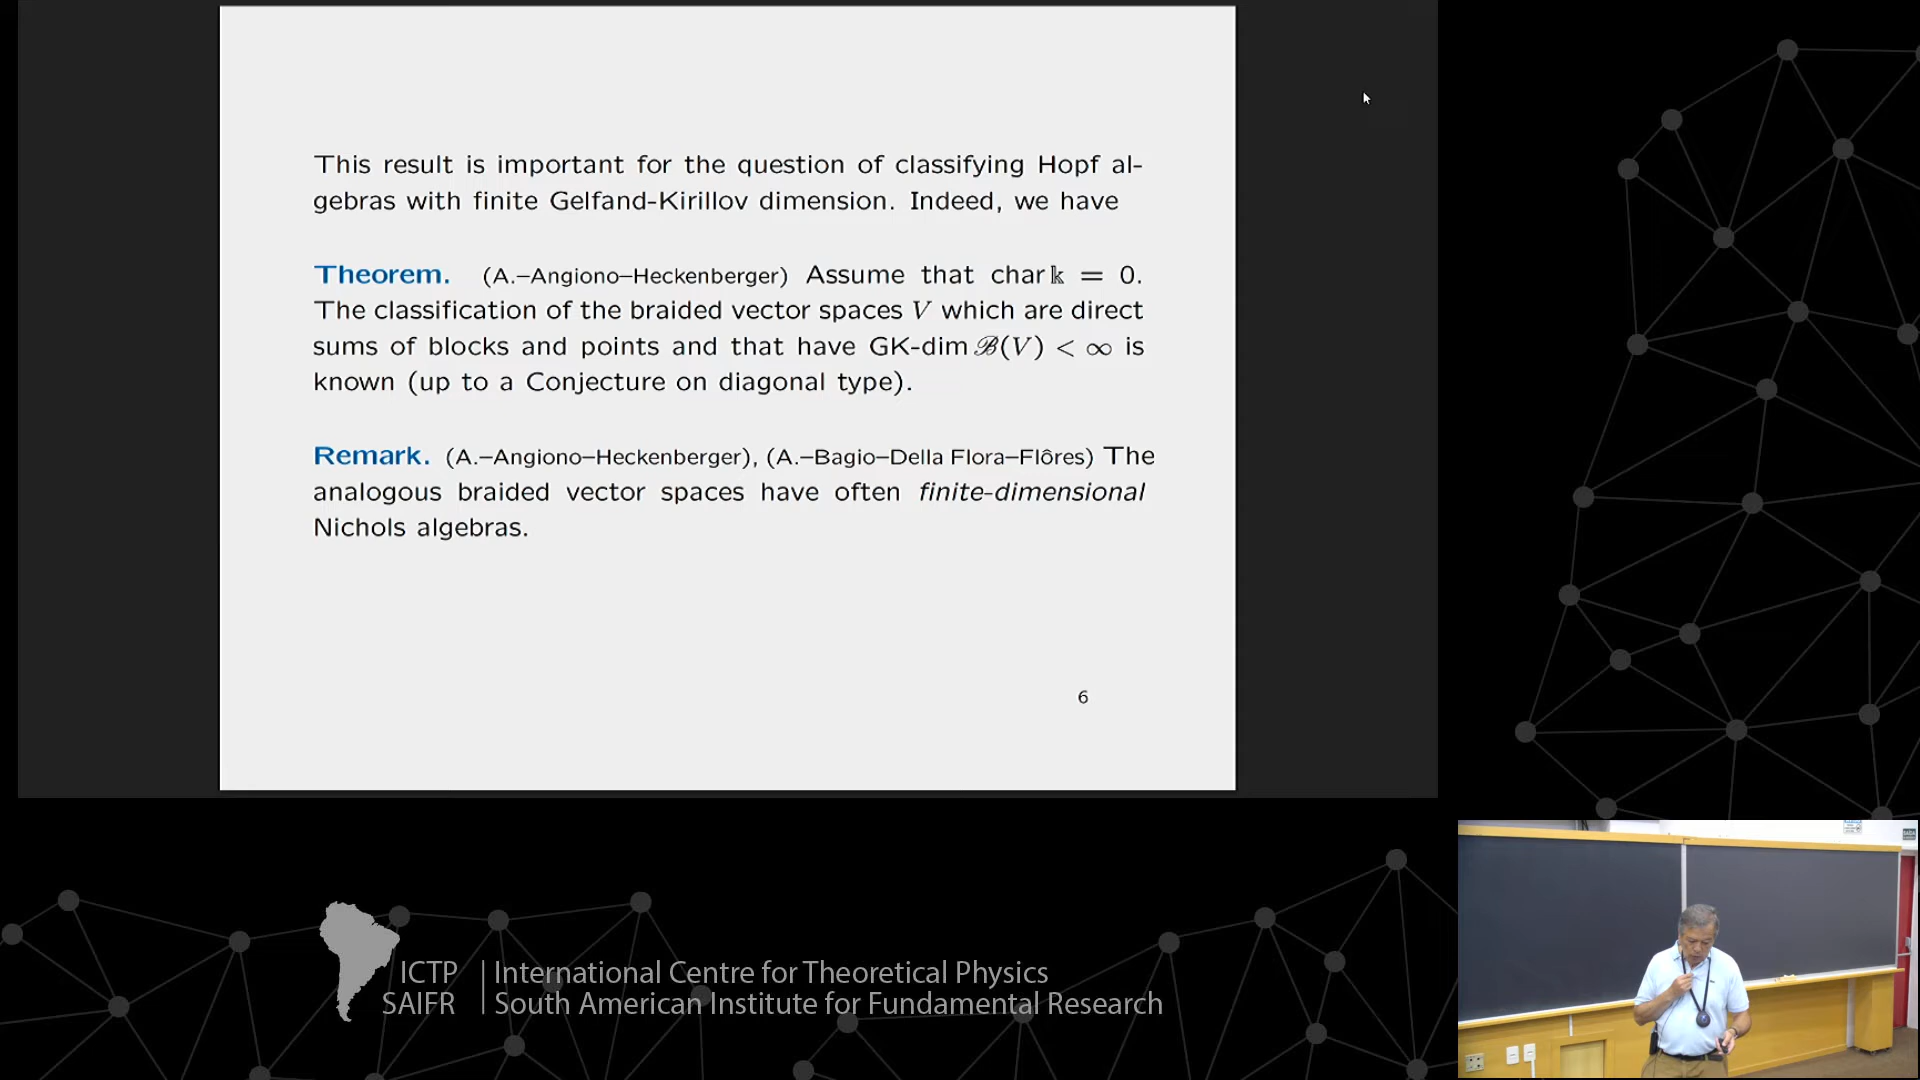 This result is important for the question of classifying Hopf al-
gebras with finite Gelfand-Kirillov dimension. Indeed, we have
Theorem. (A.–Angiono–Heckenberger) Assume that char 𝕜 = 0.
The classification of the braided vector spaces V which are direct
sums of blocks and points and that have GK-dim ℬ(V) < ∞ is
known (up to a Conjecture on diagonal type).
Remark. (A.–Angiono–Heckenberger), (A.–Bagio–Della Flora–Flôres) The
analogous braided vector spaces have often finite-dimensional
Nichols algebras.
6
ICTP
SAIFR
International Centre for Theoretical Physics
South American Institute for Fundamental Research